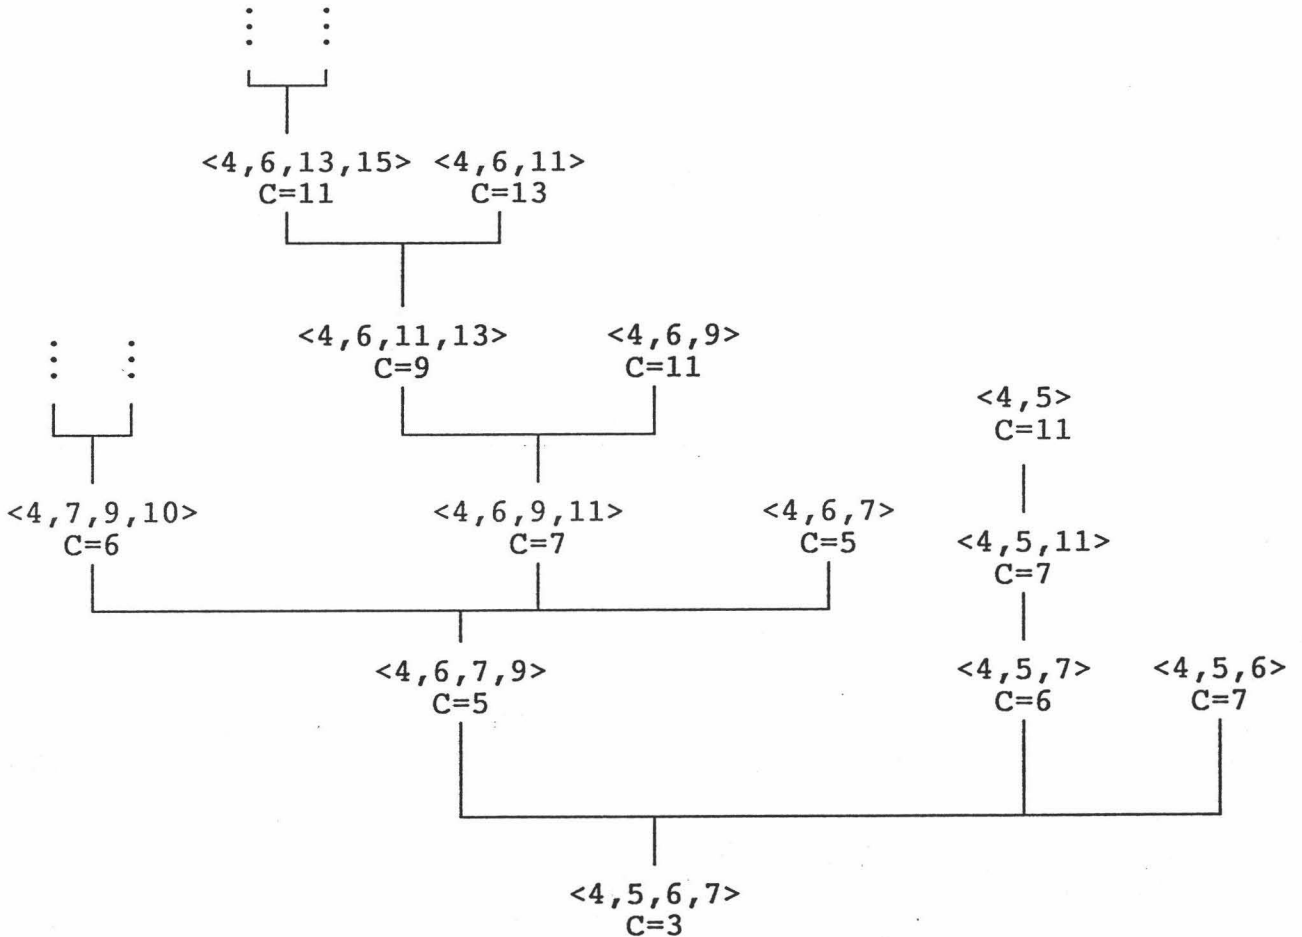 <4,6,13,15> <4,6,11>
C=11 C=13
<4,6,11,13> <4,6,9>
C=9 C=11
<4,5>
C=11
<4,7,9,10> <4,6,9,11> <4,6,7>
C=6 C=7 C=5
<4,5,11>
C=7
<4,6,7,9> <4,5,7> <4,5,6>
C=5 C=6 C=7
<4,5,6,7>
C=3